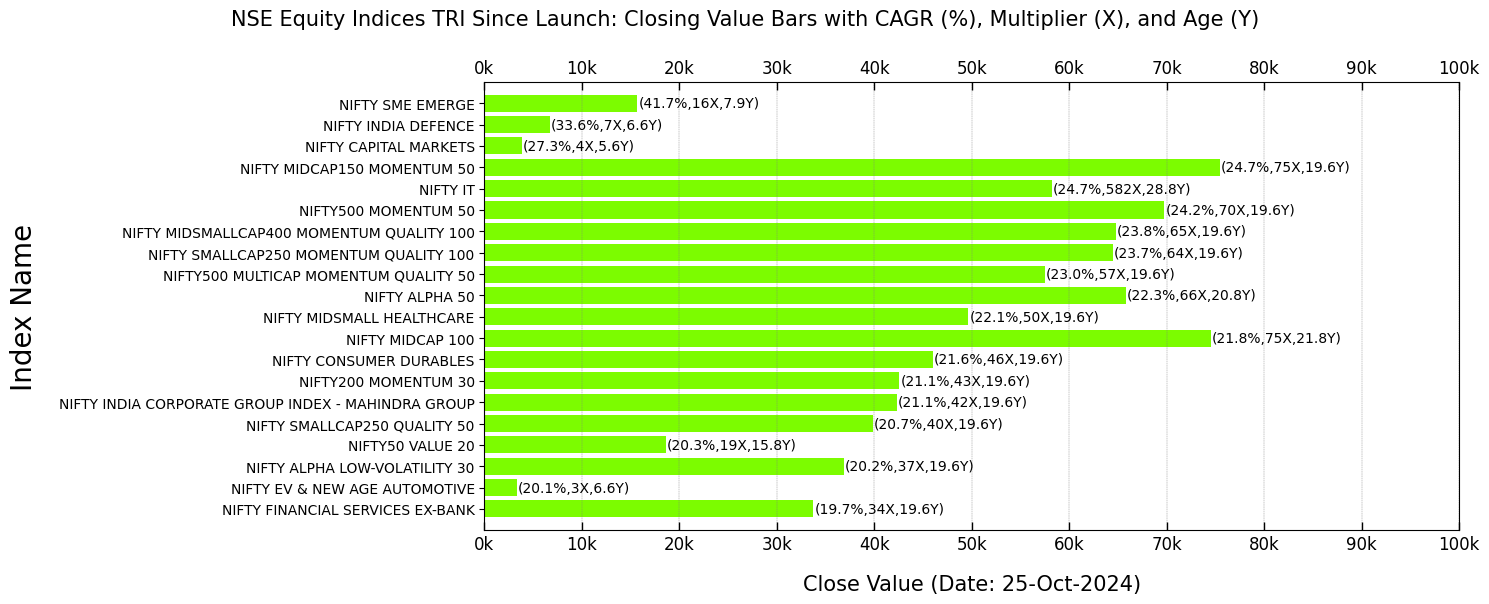 NSE Equity Indices TRI Since Launch: Closing Value Bars with CAGR (%), Multiplier (X), and Age (Y)
0k 10k 20k 30k 40k 50k 60k 70k 80k 90k 100k
Index Name
NIFTY SME EMERGE (41.7%,16X,7.9Y)
NIFTY INDIA DEFENCE (33.6%,7X,6.6Y)
NIFTY CAPITAL MARKETS (27.3%,4X,5.6Y)
NIFTY MIDCAP150 MOMENTUM 50 (24.7%,75X,19.6Y)
NIFTY IT (24.7%,582X,28.8Y)
NIFTY500 MOMENTUM 50 (24.2%,70X,19.6Y)
NIFTY MIDSMALLCAP400 MOMENTUM QUALITY 100 (23.8%,65X,19.6Y)
NIFTY SMALLCAP250 MOMENTUM QUALITY 100 (23.7%,64X,19.6Y)
NIFTY500 MULTICAP MOMENTUM QUALITY 50 (23.0%,57X,19.6Y)
NIFTY ALPHA 50 (22.3%,66X,20.8Y)
NIFTY MIDSMALL HEALTHCARE (22.1%,50X,19.6Y)
NIFTY MIDCAP 100 (21.8%,75X,21.8Y)
NIFTY CONSUMER DURABLES (21.6%,46X,19.6Y)
NIFTY200 MOMENTUM 30 (21.1%,43X,19.6Y)
NIFTY INDIA CORPORATE GROUP INDEX - MAHINDRA GROUP (21.1%,42X,19.6Y)
NIFTY SMALLCAP250 QUALITY 50 (20.7%,40X,19.6Y)
NIFTY50 VALUE 20 (20.3%,19X,15.8Y)
NIFTY ALPHA LOW-VOLATILITY 30 (20.2%,37X,19.6Y)
NIFTY EV & NEW AGE AUTOMOTIVE (20.1%,3X,6.6Y)
NIFTY FINANCIAL SERVICES EX-BANK (19.7%,34X,19.6Y)
0k 10k 20k 30k 40k 50k 60k 70k 80k 90k 100k
Close Value (Date: 25-Oct-2024)